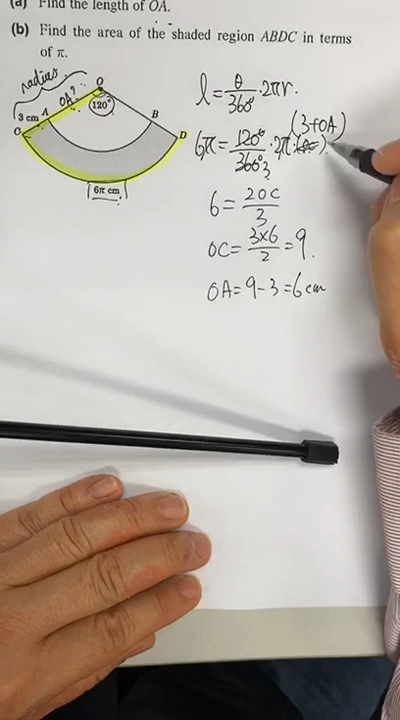 (a) Find the length of OA.
(b) Find the area of the shaded region ABDC in terms
of π.
radius
OA?
O
120°
3 cm
A
B
C
D
6π cm
l = θ/360° · 2πr.
(3+OA)
6π = 120°/360° 3 · 2π ·
6 = 2OC/3
OC = 3×6/2 = 9.
OA = 9 - 3 = 6 cm